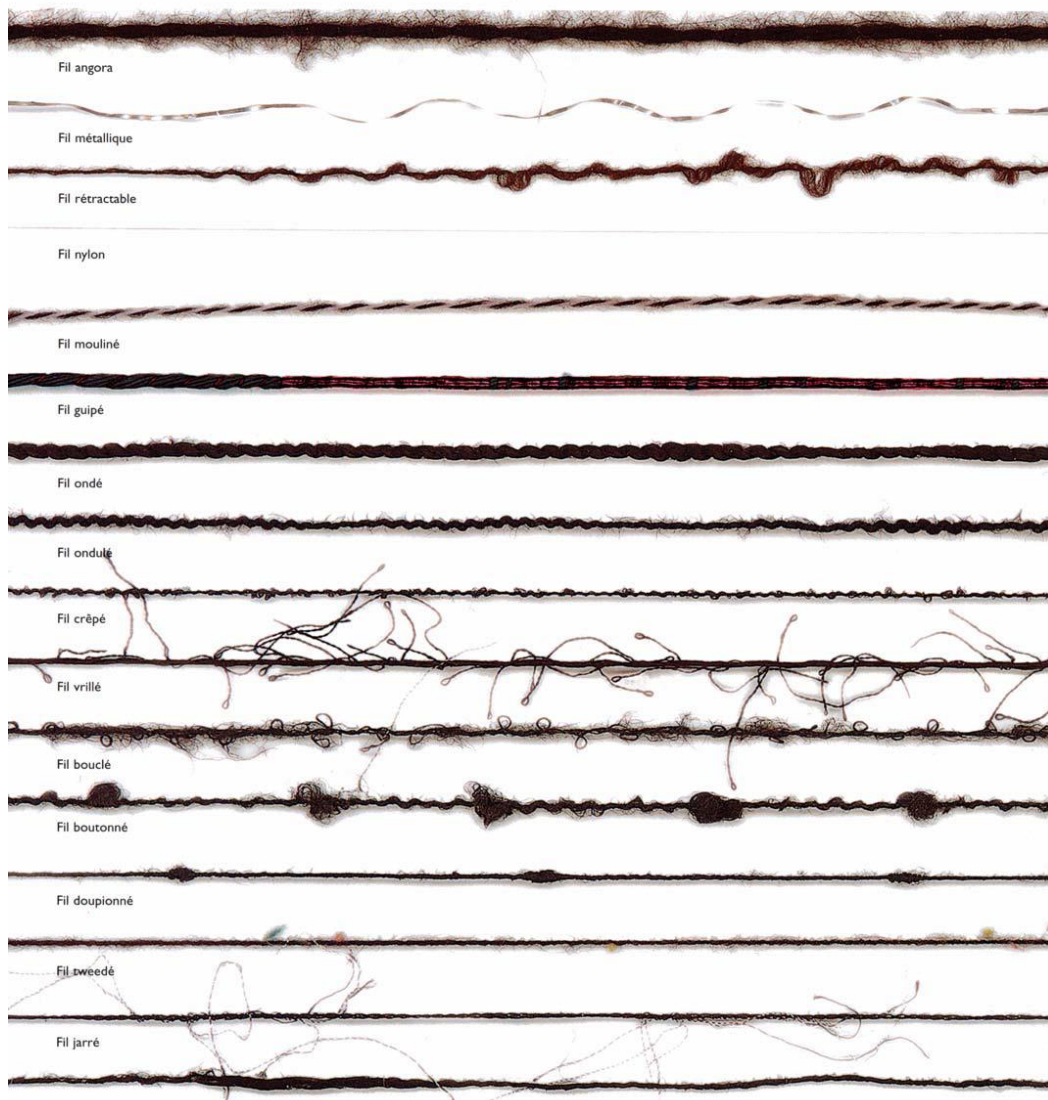 Fil angora
Fil métallique
Fil rétractable
Fil nylon
Fil mouliné
Fil guipé
Fil ondé
Fil ondulé
Fil crêpé
Fil vrillé
Fil bouclé
Fil boutonné
Fil doupionné
Fil tweedé
Fil jarré